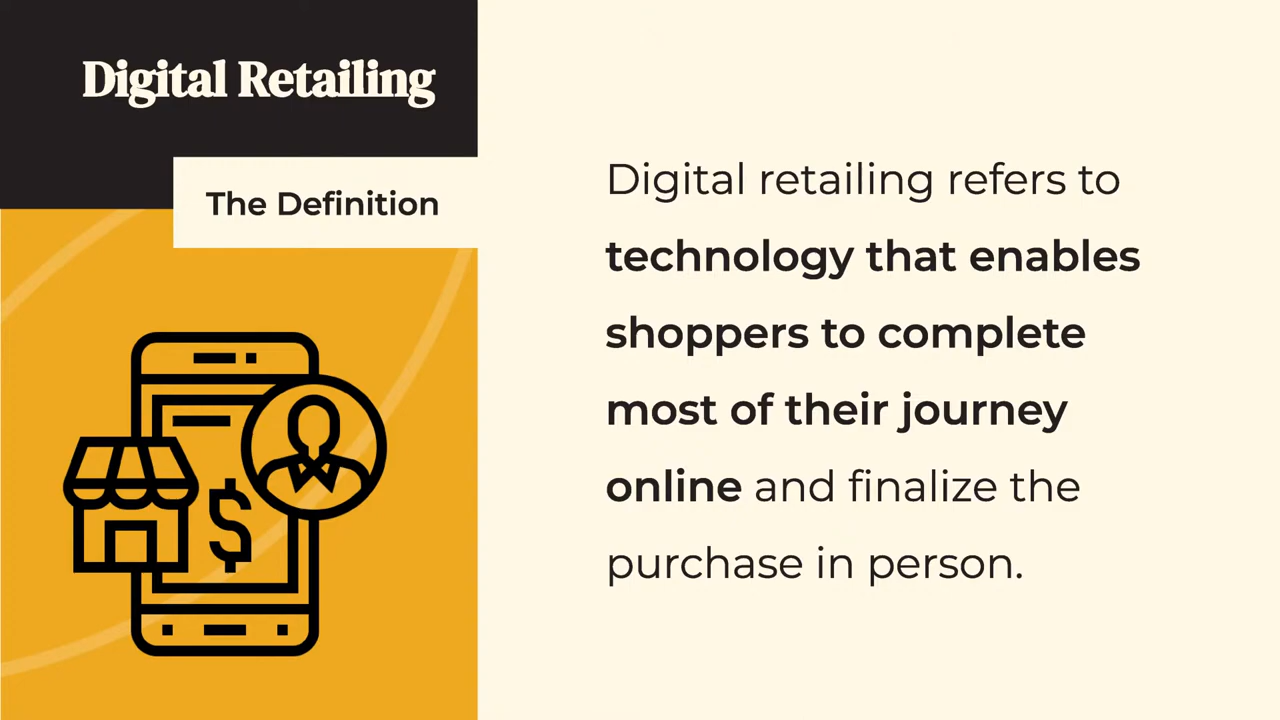 Digital Retailing
The Definition
Digital retailing refers to
technology that enables
shoppers to complete
most of their journey
online and finalize the
purchase in person.
$